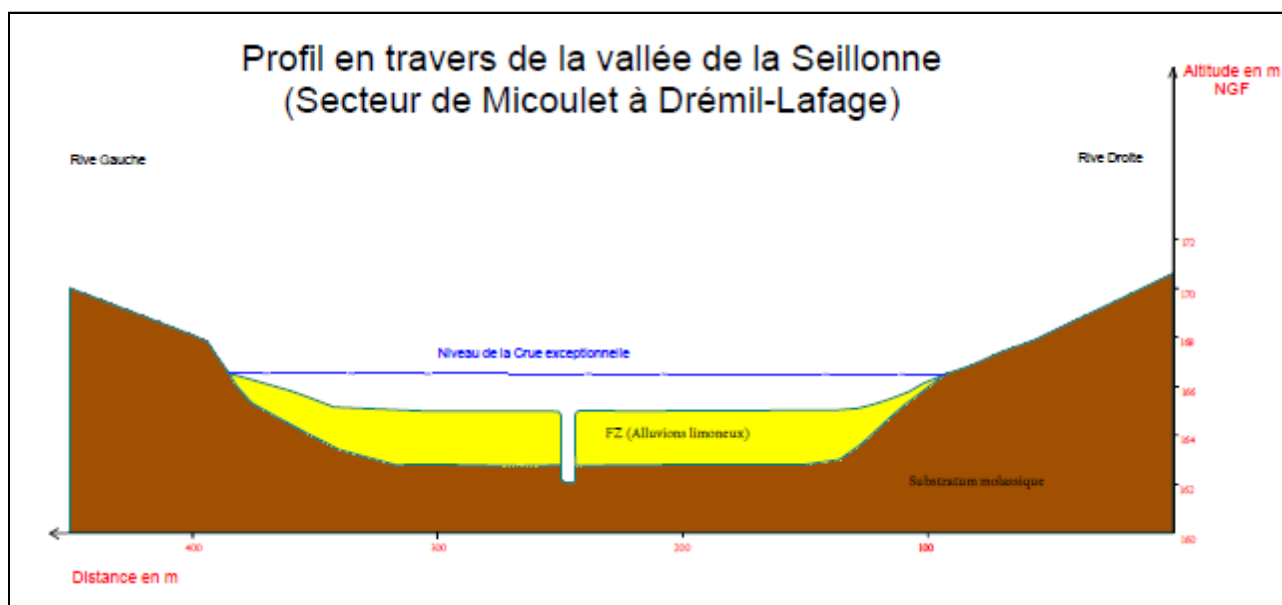 Profil en travers de la vallée de la Seillonne
(Secteur de Micoulet à Drémil-Lafage)
Altitude en m
NGF
Rive Gauche
Rive Droite
172
170
168
Niveau de la Crue exceptionnelle
166
FZ (Alluvions limoneux)
164
Substratum molassique
162
160
400
300
200
100
Distance en m